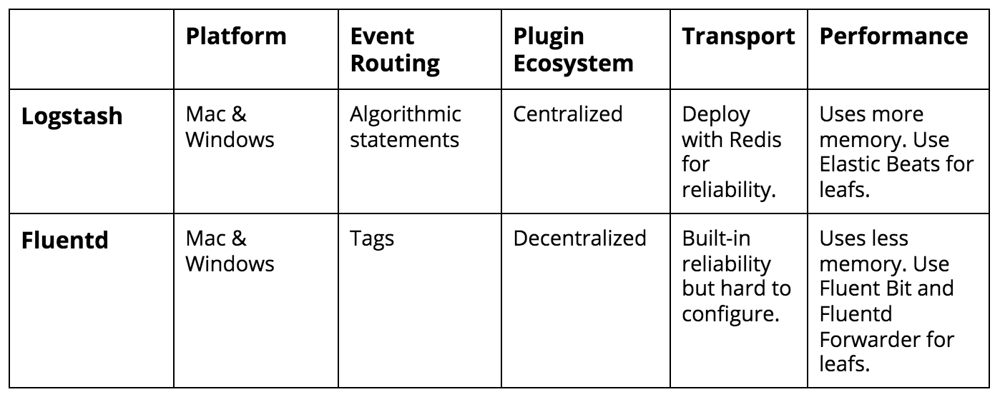 Platform
Event
Routing
Plugin
Ecosystem
Transport
Performance
Logstash
Mac &
Windows
Algorithmic
statements
Centralized
Deploy
with Redis
for
reliability.
Uses more
memory. Use
Elastic Beats for
leafs.
Fluentd
Mac &
Windows
Tags
Decentralized
Built-in
reliability
but hard to
configure.
Uses less
memory. Use
Fluent Bit and
Fluentd
Forwarder for
leafs.